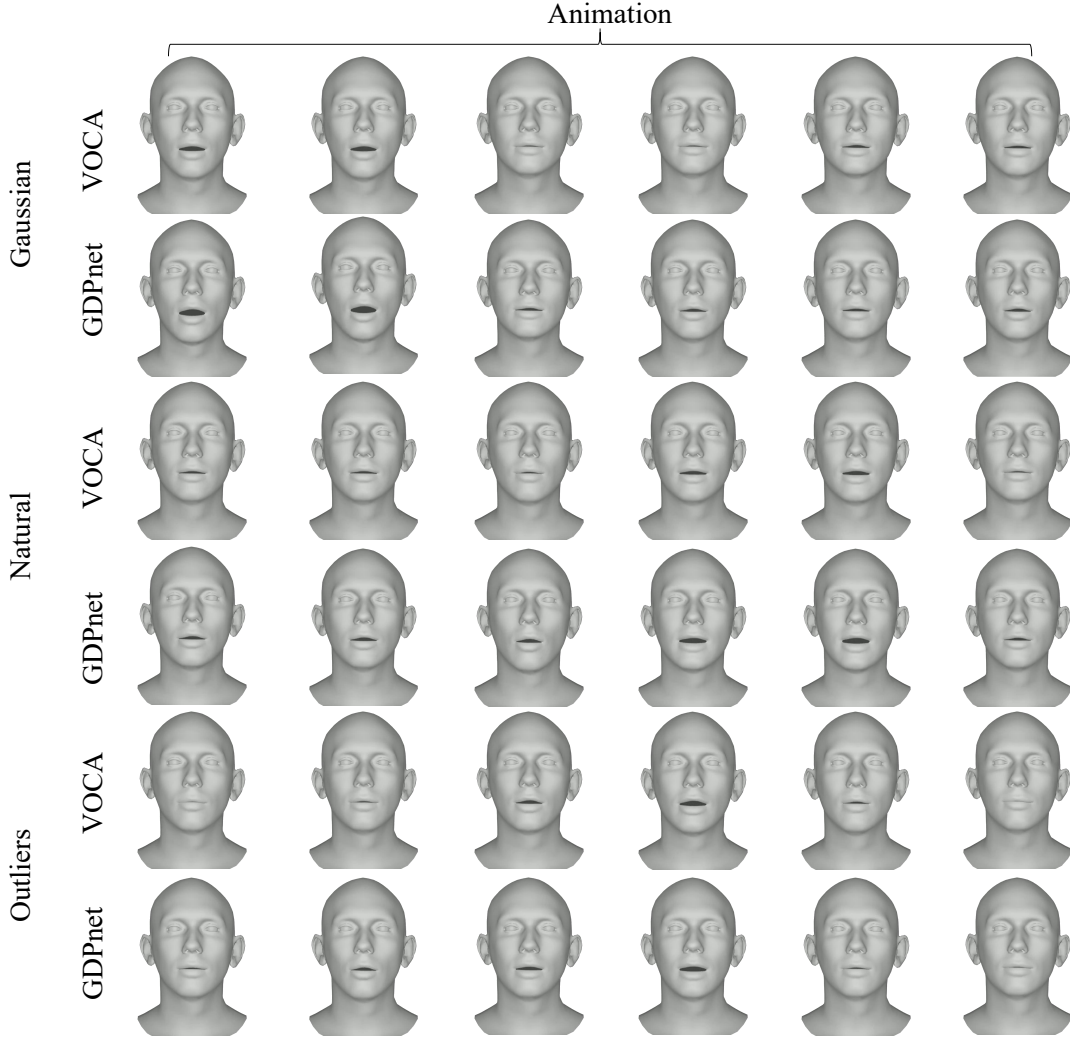 Animation
Gaussian
VOCA
GDPnet
Natural
VOCA
GDPnet
Outliers
VOCA
GDPnet